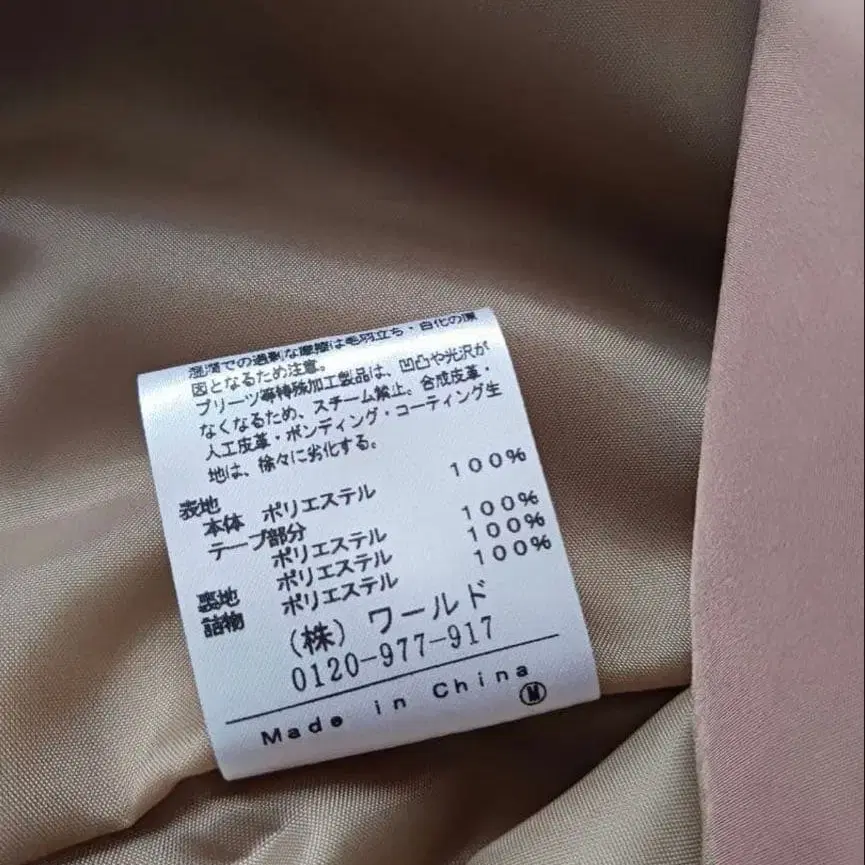 湿潤での過剰な摩擦は毛羽立ち・白化の原
因となるため注意。
プリーツ等特殊加工製品は、凹凸や光沢が
なくなるため、スチーム禁止。合成皮革・
人工皮革・ボンディング・コーティング生
地は、徐々に劣化する。
表地
本体 ポリエステル 100%
テープ部分
ポリエステル 100%
裏地 ポリエステル 100%
詰物 ポリエステル 100%
(株) ワールド
0120-977-917
Made in China
M